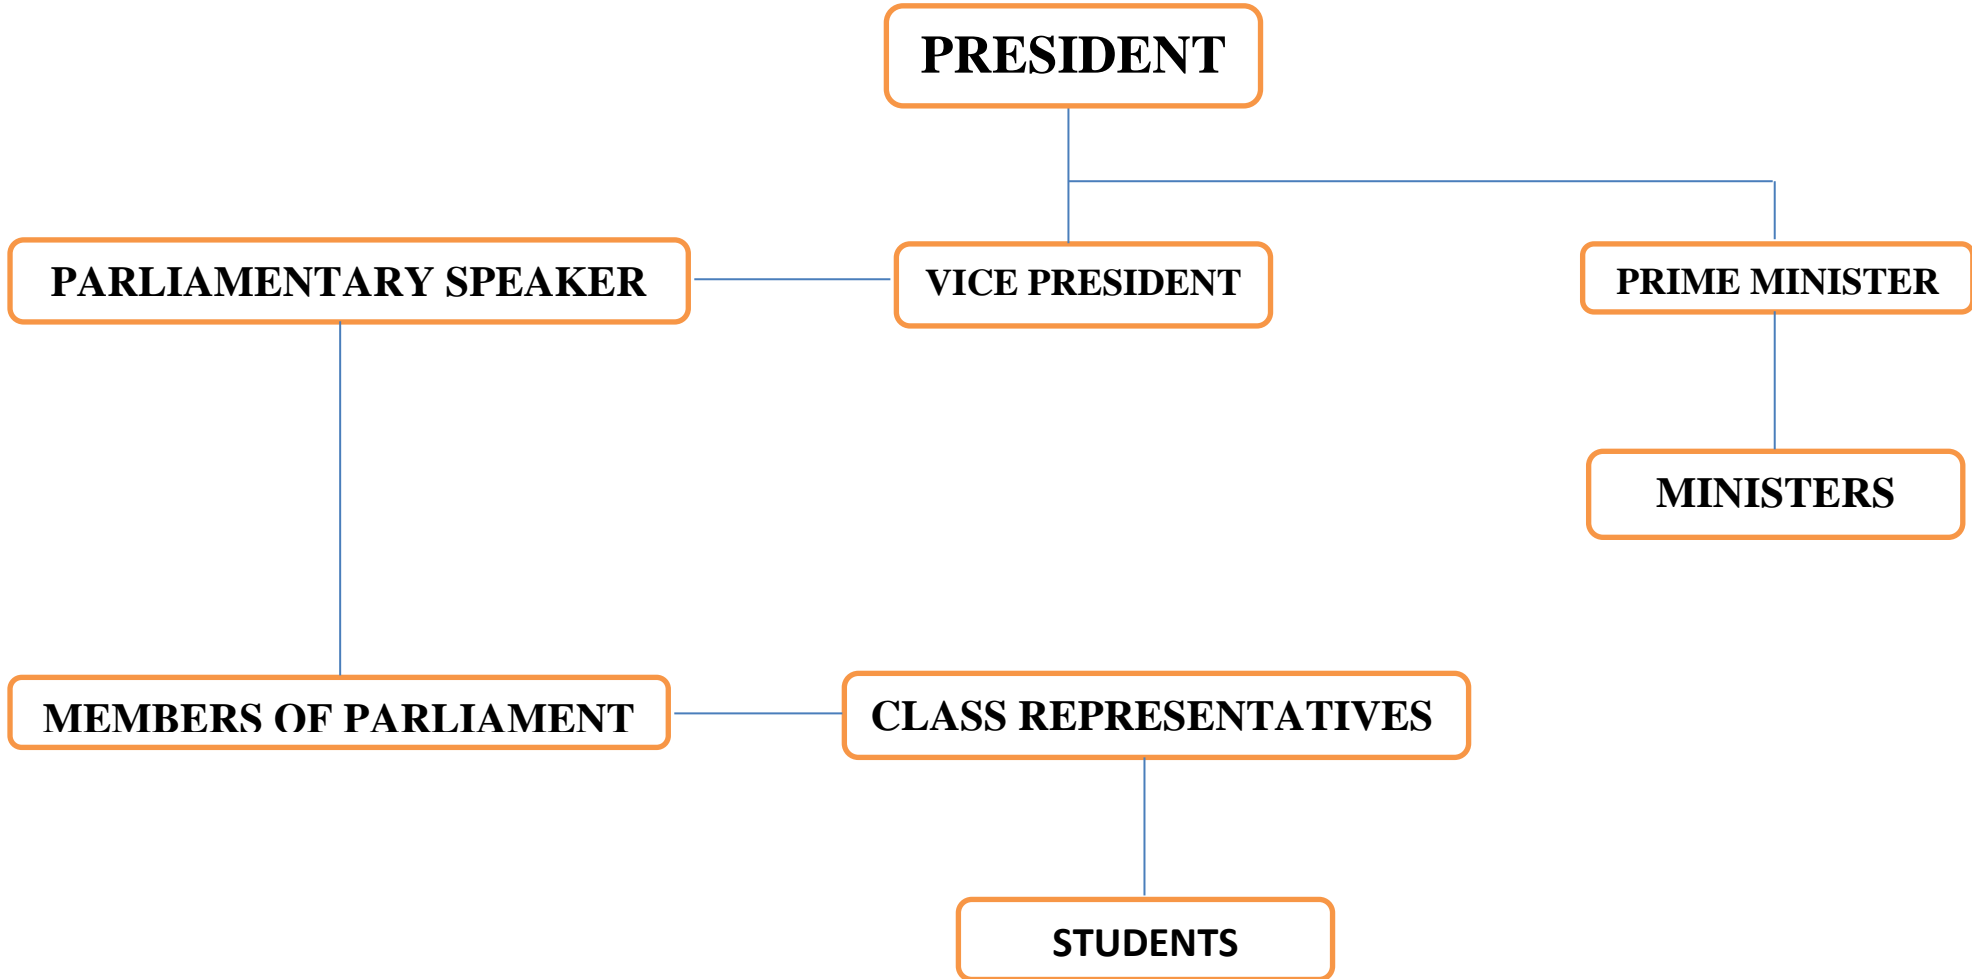 PRESIDENT
PARLIAMENTARY SPEAKER
VICE PRESIDENT
PRIME MINISTER
MINISTERS
MEMBERS OF PARLIAMENT
CLASS REPRESENTATIVES
STUDENTS